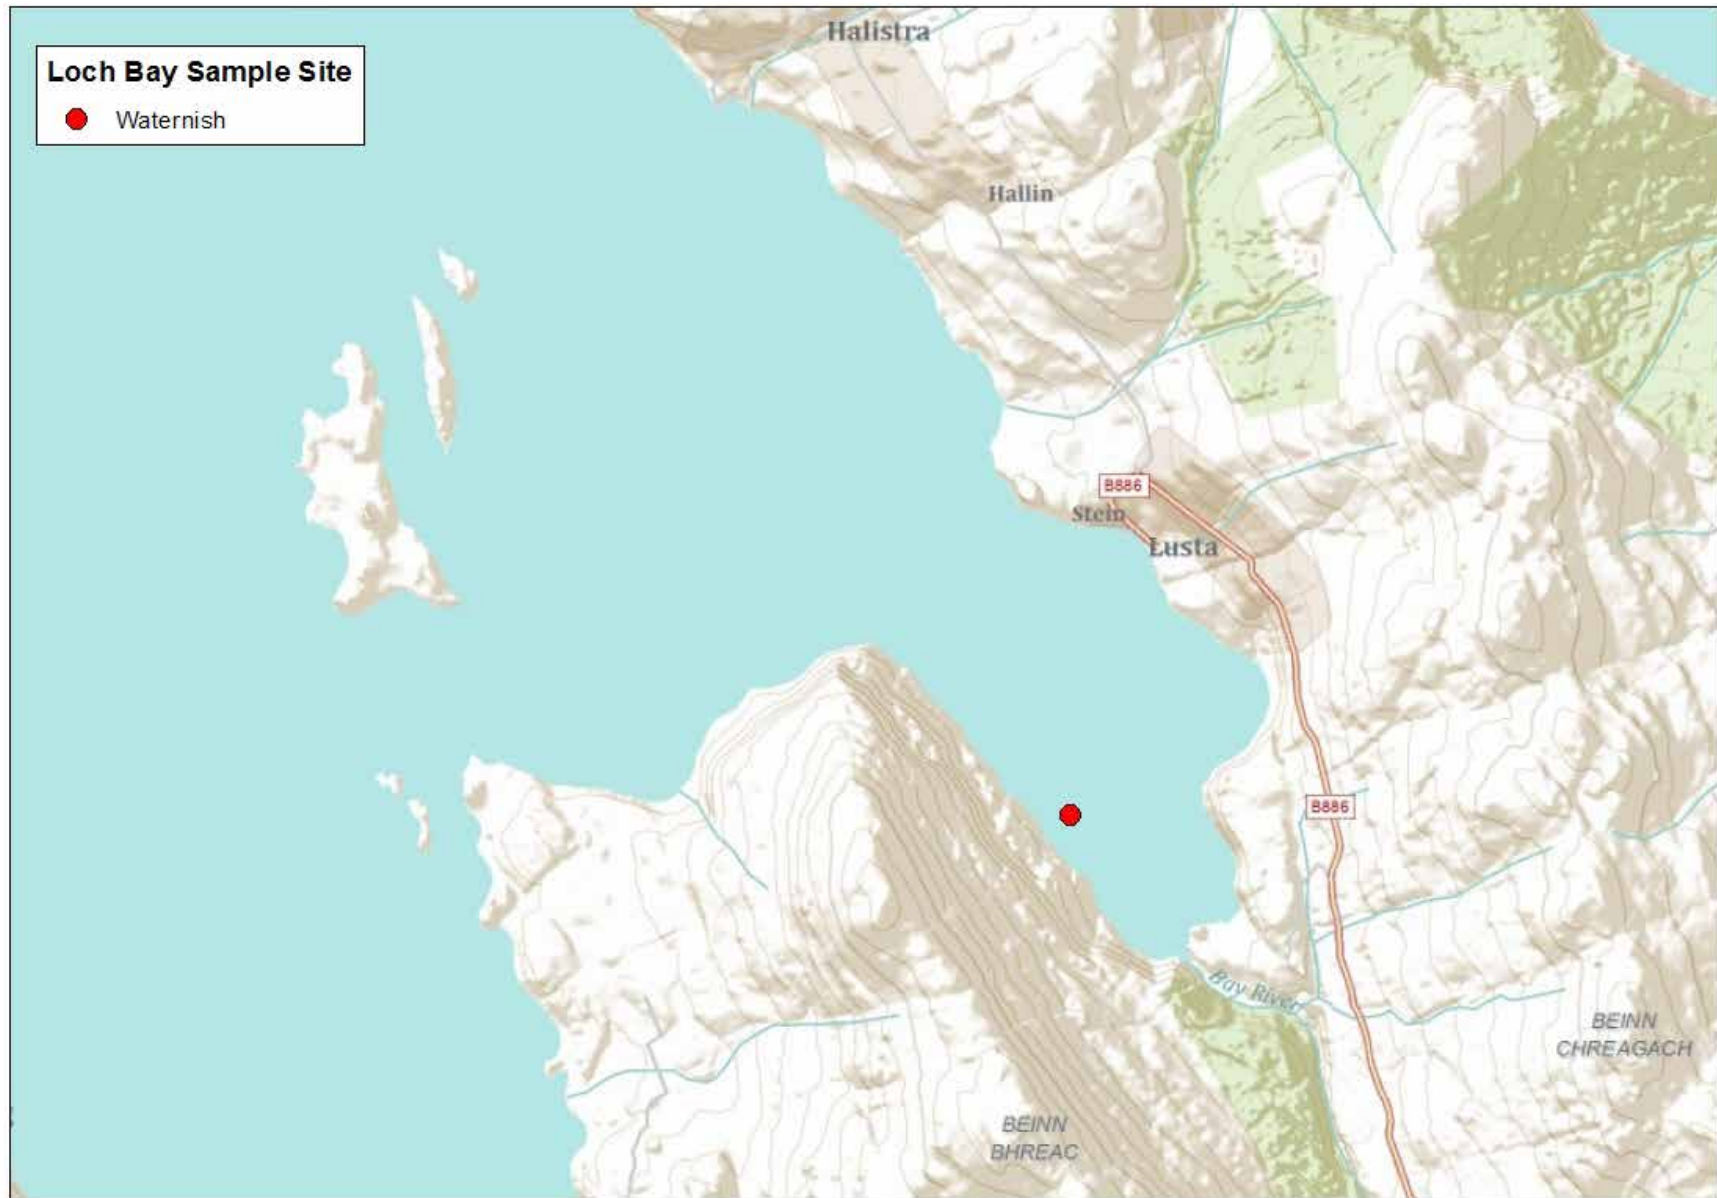 Loch Bay Sample Site
Waternish
Halistra
Hallin
B886
Stein
Lusta
B886
Bay River
BEINN
CHREAGACH
BEINN
BHREAC